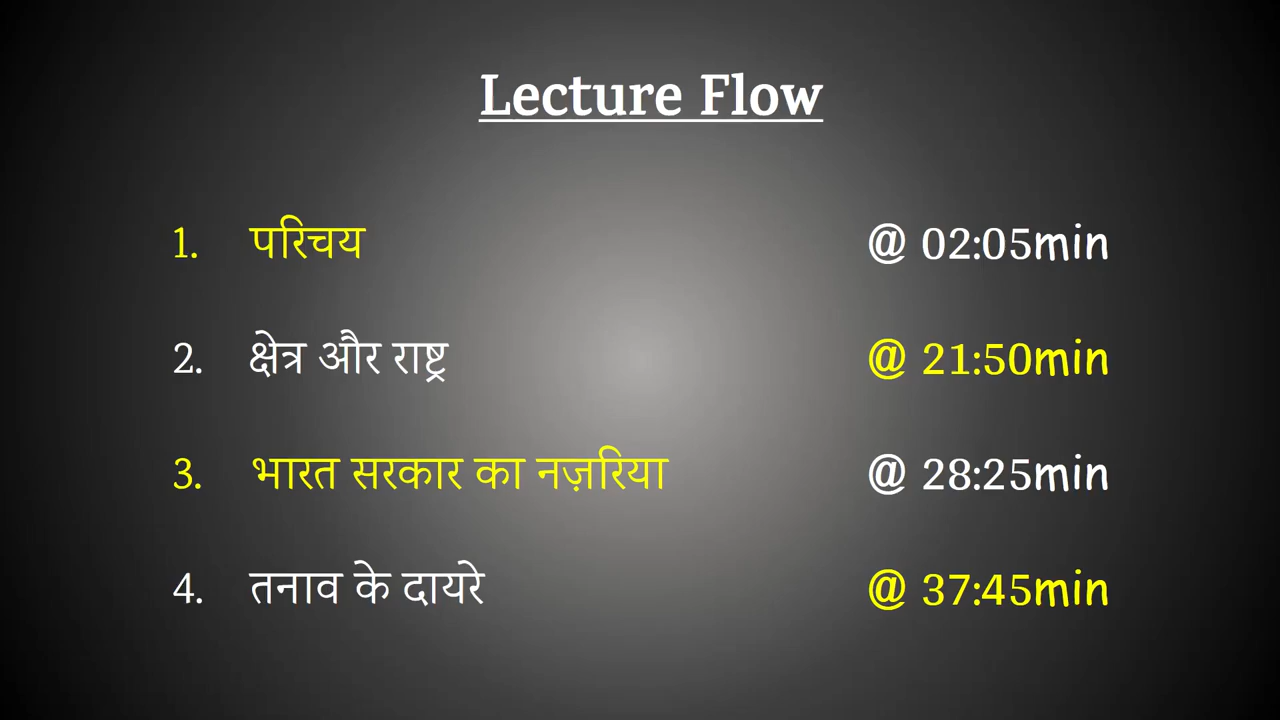 Lecture Flow
1. परिचय @ 02:05min
2. क्षेत्र और राष्ट्र @ 21:50min
3. भारत सरकार का नज़रिया @ 28:25min
4. तनाव के दायरे @ 37:45min